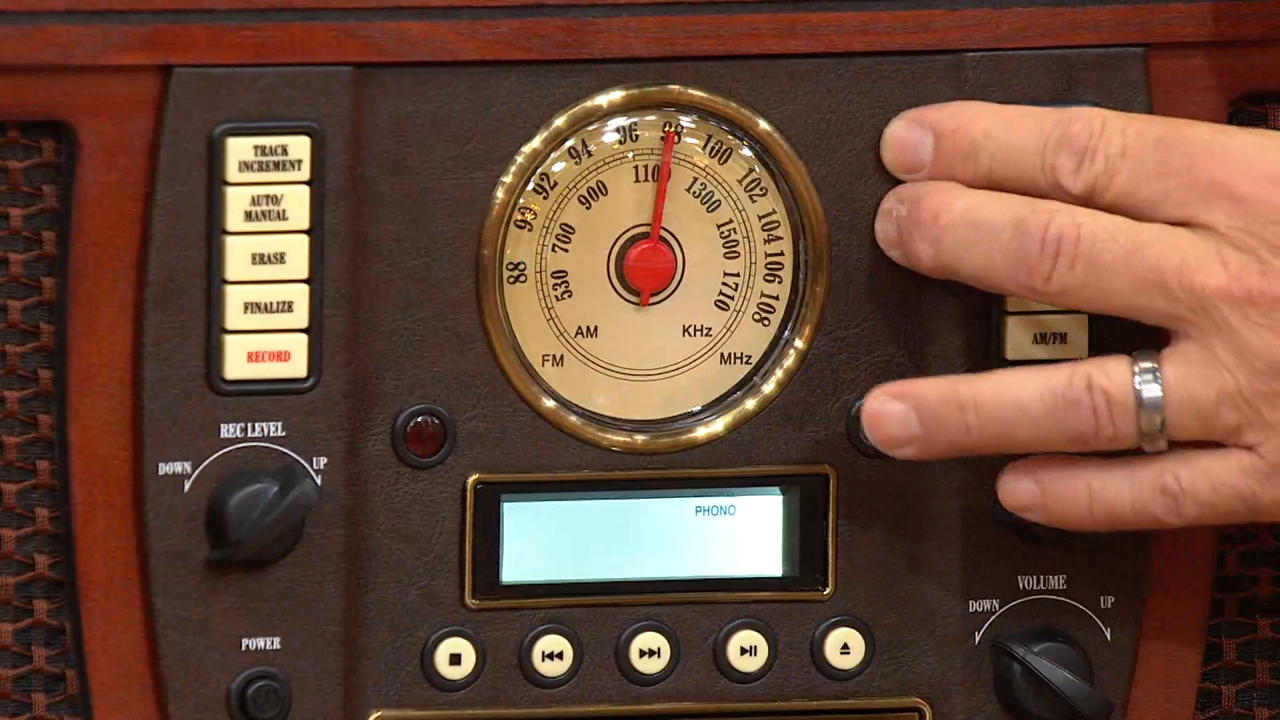 TRACK
INCREMENT
AUTO/
MANUAL
ERASE
FINALIZE
RECORD
REC LEVEL
DOWN UP
POWER
88 90 92 94 96 98 100 102 104 106 108
530 700 900 1100 1300 1500 1710
AM KHz
FM MHz
PHONO
AM/FM
VOLUME
DOWN UP